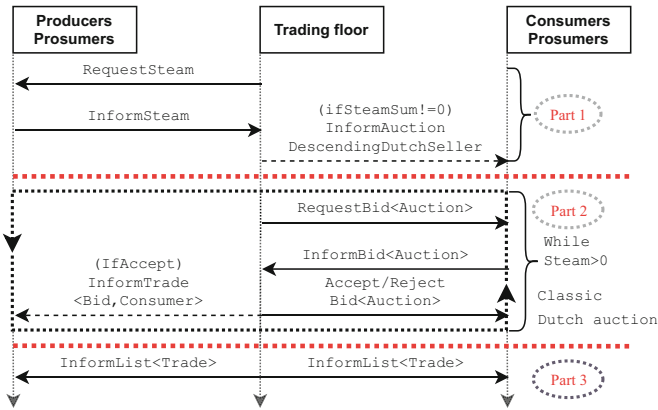 Producers
Prosumers
Trading floor
Consumers
Prosumers
RequestSteam
InformSteam
(ifSteamSum!=0)
InformAuction
DescendingDutchSeller
Part 1
RequestBid<Auction>
Part 2
InformBid<Auction>
While
Steam>0
(IfAccept)
InformTrade
<Bid,Consumer>
Accept/Reject
Bid<Auction>
Classic
Dutch auction
InformList<Trade>
InformList<Trade>
Part 3